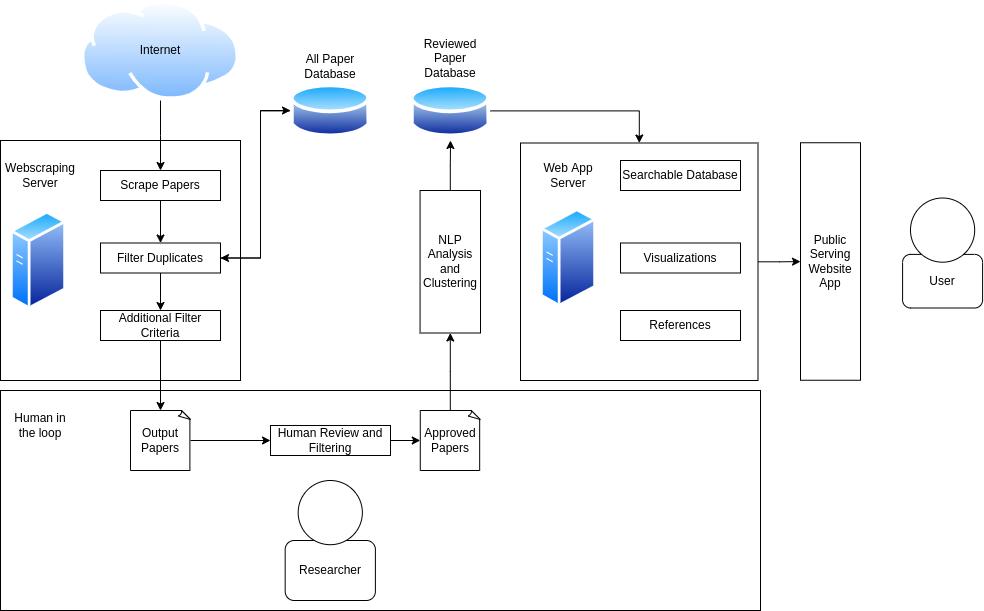 Internet
All Paper
Database
Reviewed
Paper
Database
Webscraping
Server
Scrape Papers
Filter Duplicates
Additional Filter
Criteria
NLP
Analysis
and
Clustering
Web App
Server
Searchable Database
Visualizations
References
Public
Serving
Website
App
User
Human in
the loop
Output
Papers
Human Review and
Filtering
Approved
Papers
Researcher